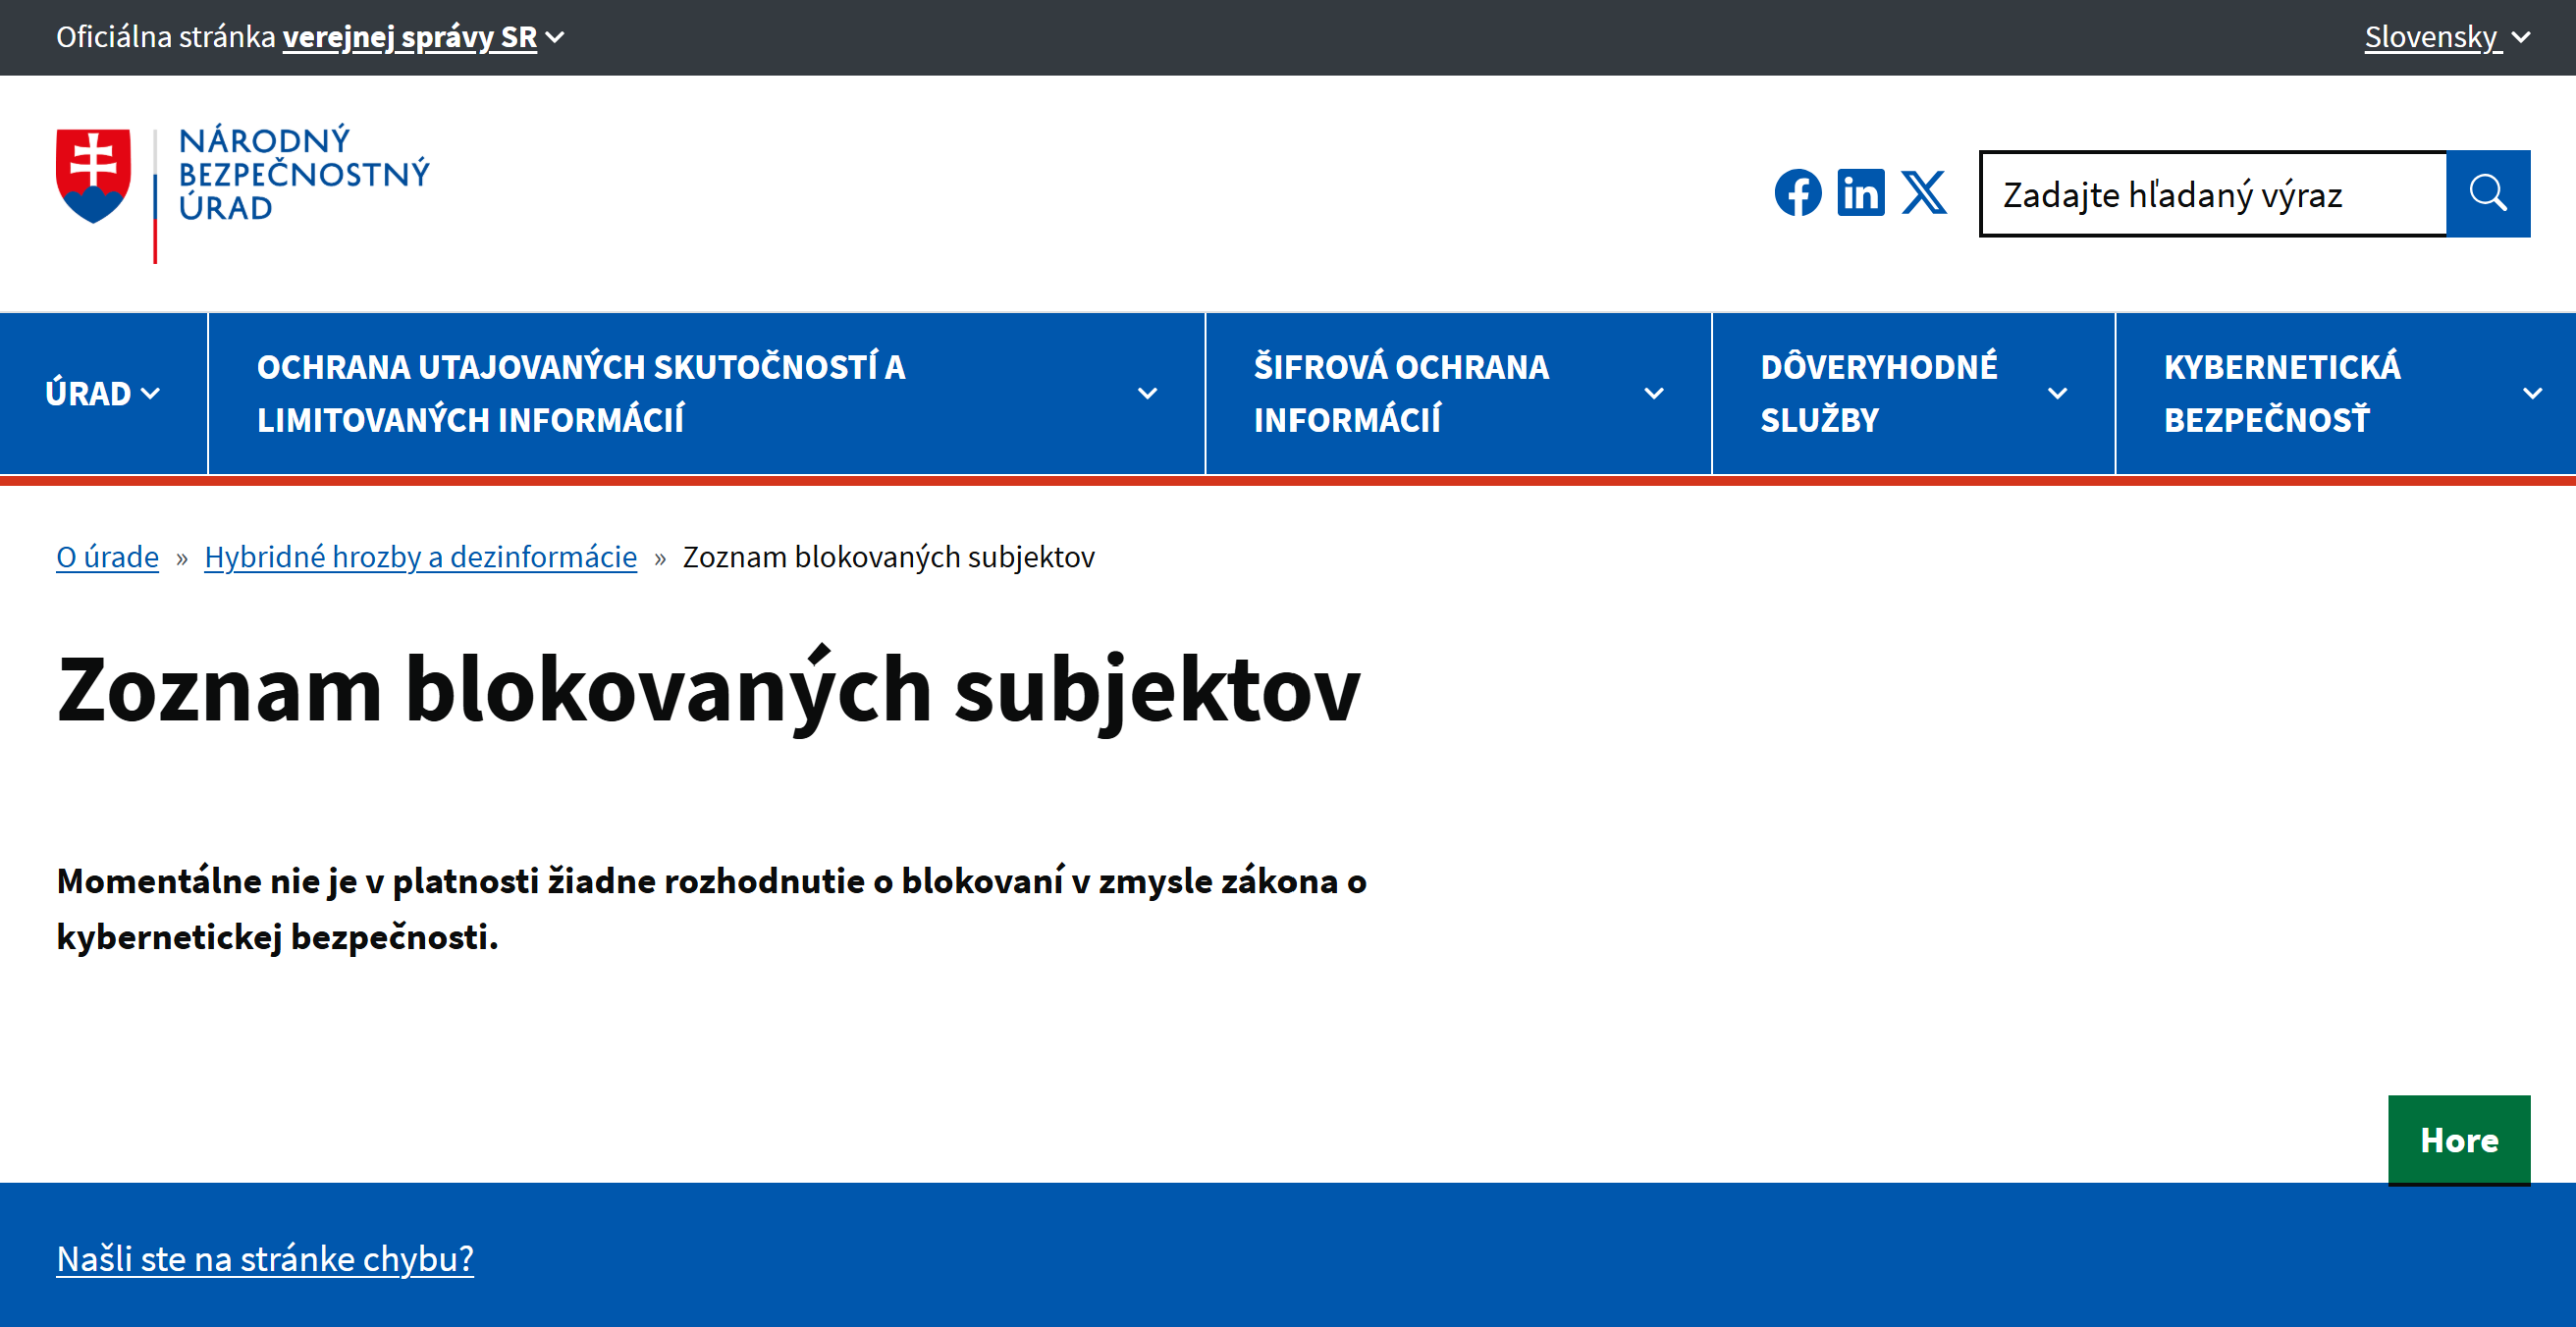 Oficiálna stránka verejnej správy SR
Slovensky
NÁRODNÝ
BEZPEČNOSTNÝ
ÚRAD
Zadajte hľadaný výraz
ÚRAD
OCHRANA UTAJOVANÝCH SKUTOČNOSTÍ A
LIMITOVANÝCH INFORMÁCIÍ
ŠIFROVÁ OCHRANA
INFORMÁCIÍ
DÔVERYHODNÉ
SLUŽBY
KYBERNETICKÁ
BEZPEČNOSŤ
O úrade » Hybridné hrozby a dezinformácie » Zoznam blokovaných subjektov
Zoznam blokovaných subjektov
Momentálne nie je v platnosti žiadne rozhodnutie o blokovaní v zmysle zákona o
kybernetickej bezpečnosti.
Hore
Našli ste na stránke chybu?